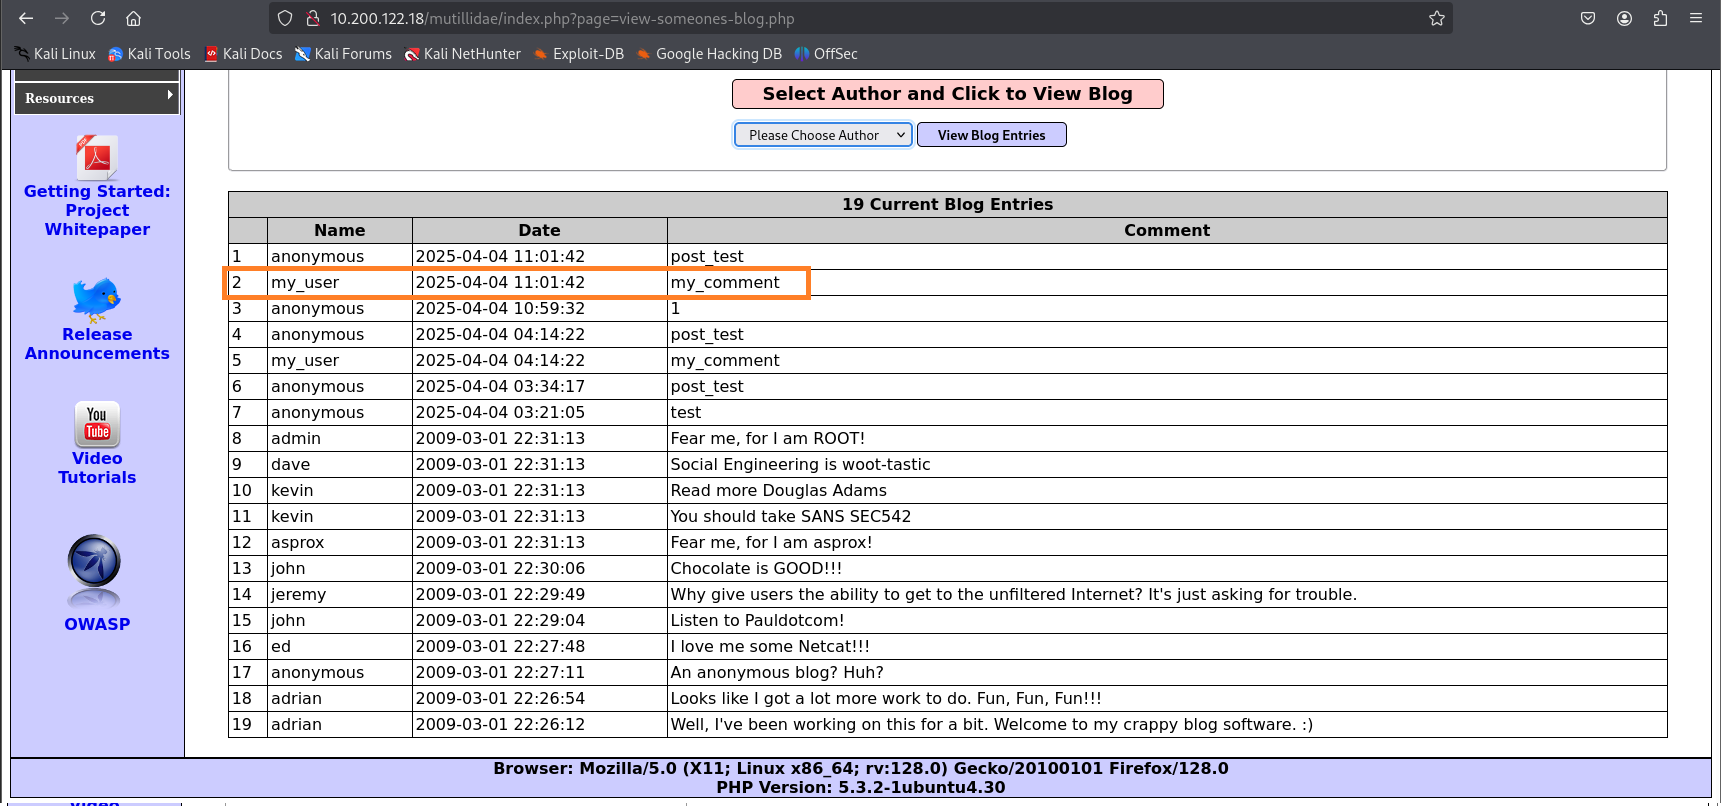 10.200.122.18/mutillidae/index.php?page=view-someones-blog.php
Kali Linux Kali Tools Kali Docs Kali Forums Kali NetHunter Exploit-DB Google Hacking DB OffSec
Resources
PDF
Getting Started:
Project
Whitepaper
Release
Announcements
You
Tube
Video
Tutorials
OWASP
Select Author and Click to View Blog
Please Choose Author View Blog Entries
19 Current Blog Entries
Name Date Comment
1 anonymous 2025-04-04 11:01:42 post_test
2 my_user 2025-04-04 11:01:42 my_comment
3 anonymous 2025-04-04 10:59:32 1
4 anonymous 2025-04-04 04:14:22 post_test
5 my_user 2025-04-04 04:14:22 my_comment
6 anonymous 2025-04-04 03:34:17 post_test
7 anonymous 2025-04-04 03:21:05 test
8 admin 2009-03-01 22:31:13 Fear me, for I am ROOT!
9 dave 2009-03-01 22:31:13 Social Engineering is woot-tastic
10 kevin 2009-03-01 22:31:13 Read more Douglas Adams
11 kevin 2009-03-01 22:31:13 You should take SANS SEC542
12 asprox 2009-03-01 22:31:13 Fear me, for I am asprox!
13 john 2009-03-01 22:30:06 Chocolate is GOOD!!!
14 jeremy 2009-03-01 22:29:49 Why give users the ability to get to the unfiltered Internet? It's just asking for trouble.
15 john 2009-03-01 22:29:04 Listen to Pauldotcom!
16 ed 2009-03-01 22:27:48 I love me some Netcat!!!
17 anonymous 2009-03-01 22:27:11 An anonymous blog? Huh?
18 adrian 2009-03-01 22:26:54 Looks like I got a lot more work to do. Fun, Fun, Fun!!!
19 adrian 2009-03-01 22:26:12 Well, I've been working on this for a bit. Welcome to my crappy blog software. :)
Browser: Mozilla/5.0 (X11; Linux x86_64; rv:128.0) Gecko/20100101 Firefox/128.0
PHP Version: 5.3.2-1ubuntu4.30
Video